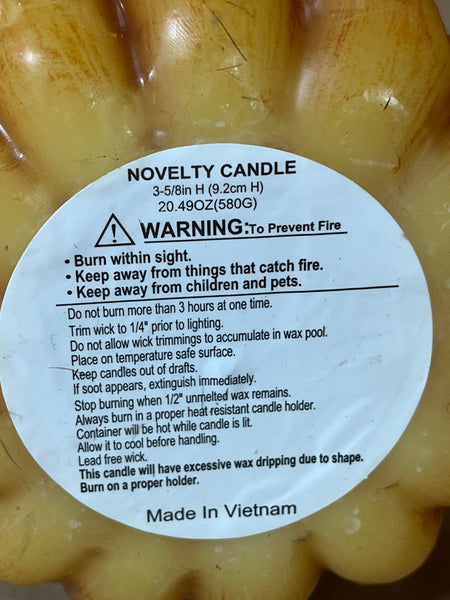 NOVELTY CANDLE
3-5/8in H (9.2cm H)
20.49OZ(580G)
WARNING:To Prevent Fire
• Burn within sight.
• Keep away from things that catch fire.
• Keep away from children and pets.
Do not burn more than 3 hours at one time.
Trim wick to 1/4" prior to lighting.
Do not allow wick trimmings to accumulate in wax pool.
Place on temperature safe surface.
Keep candles out of drafts.
If soot appears, extinguish immediately.
Stop burning when 1/2" unmelted wax remains.
Always burn in a proper heat resistant candle holder.
Container will be hot while candle is lit.
Allow it to cool before handling.
Lead free wick.
This candle will have excessive wax dripping due to shape.
Burn on a proper holder.
Made In Vietnam